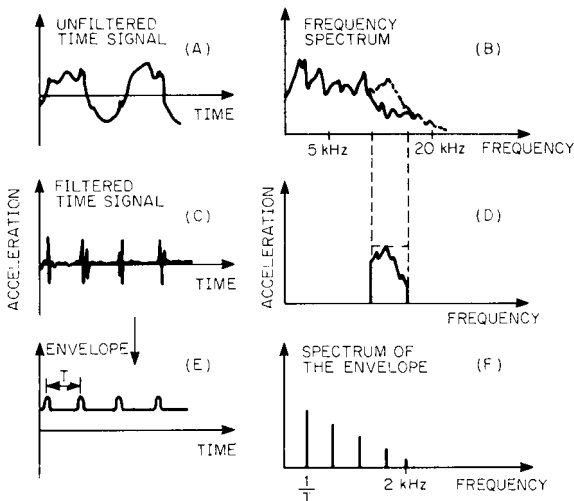 UNFILTERED
TIME SIGNAL
(A)
TIME
FREQUENCY
SPECTRUM
(B)
5 kHz
20 kHz
FREQUENCY
FILTERED
TIME SIGNAL
(C)
TIME
ACCELERATION
(D)
FREQUENCY
ACCELERATION
ENVELOPE
(E)
T
TIME
SPECTRUM OF
THE ENVELOPE
(F)
1
T
2 kHz
FREQUENCY